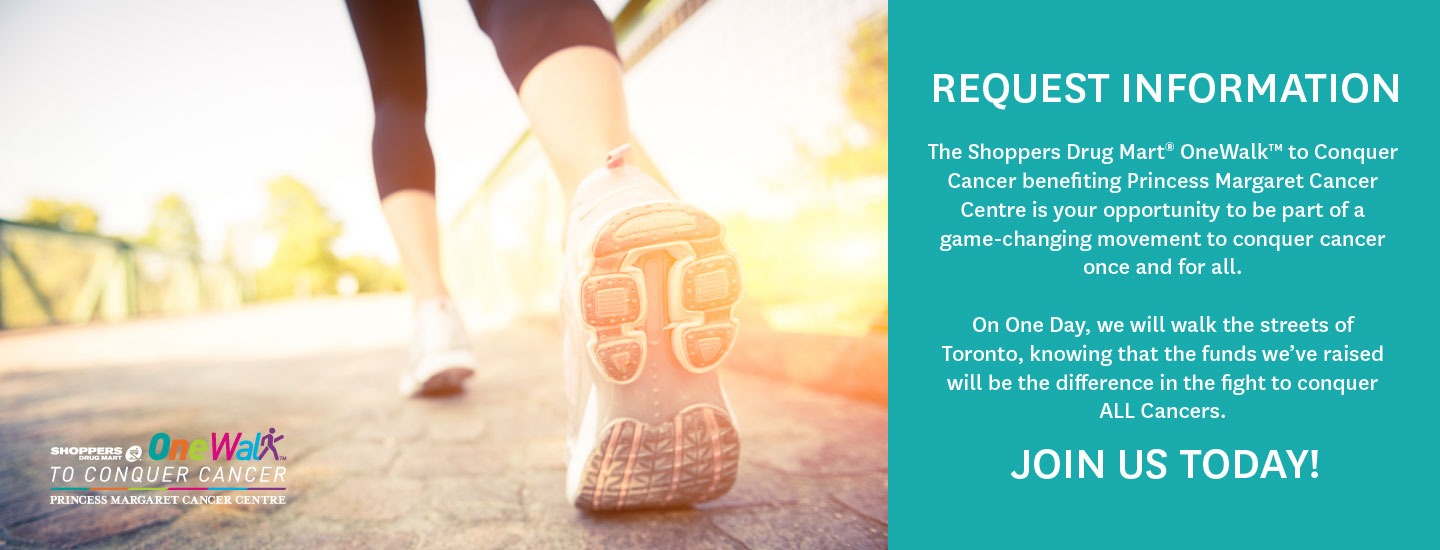 SHOPPERS
DRUG MART
OneWalk™
TO CONQUER CANCER
PRINCESS MARGARET CANCER CENTRE
REQUEST INFORMATION
The Shoppers Drug Mart® OneWalk™ to Conquer
Cancer benefiting Princess Margaret Cancer
Centre is your opportunity to be part of a
game-changing movement to conquer cancer
once and for all.
On One Day, we will walk the streets of
Toronto, knowing that the funds we’ve raised
will be the difference in the fight to conquer
ALL Cancers.
JOIN US TODAY!